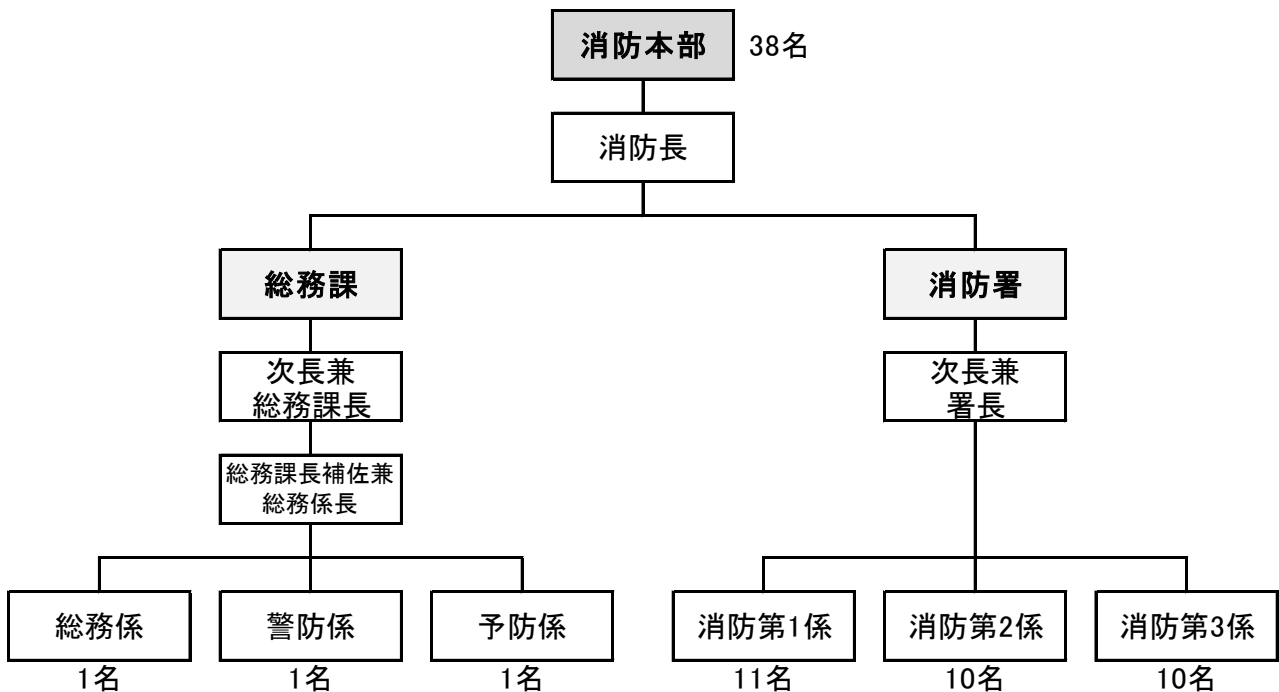 消防本部 38名
消防長
総務課
消防署
次長兼
総務課長
次長兼
署長
総務課長補佐兼
総務係長
総務係
警防係
予防係
消防第1係
消防第2係
消防第3係
1名
1名
1名
11名
10名
10名